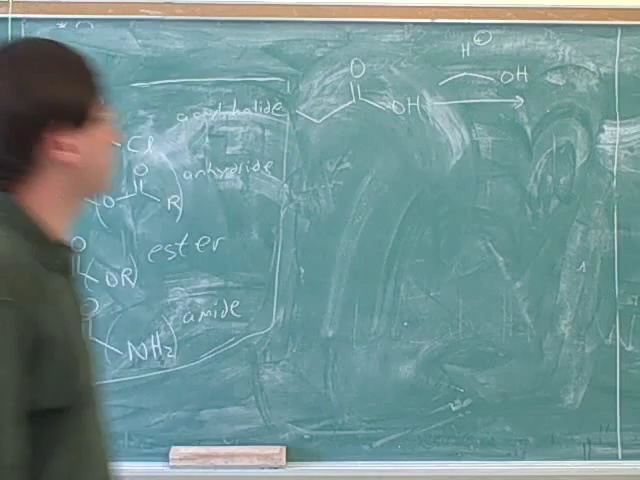 acyl halide
Cl
O
(O R) anhydride
O
(OR) ester
O
(NH₂) amide
O
OH
H⊕
OH